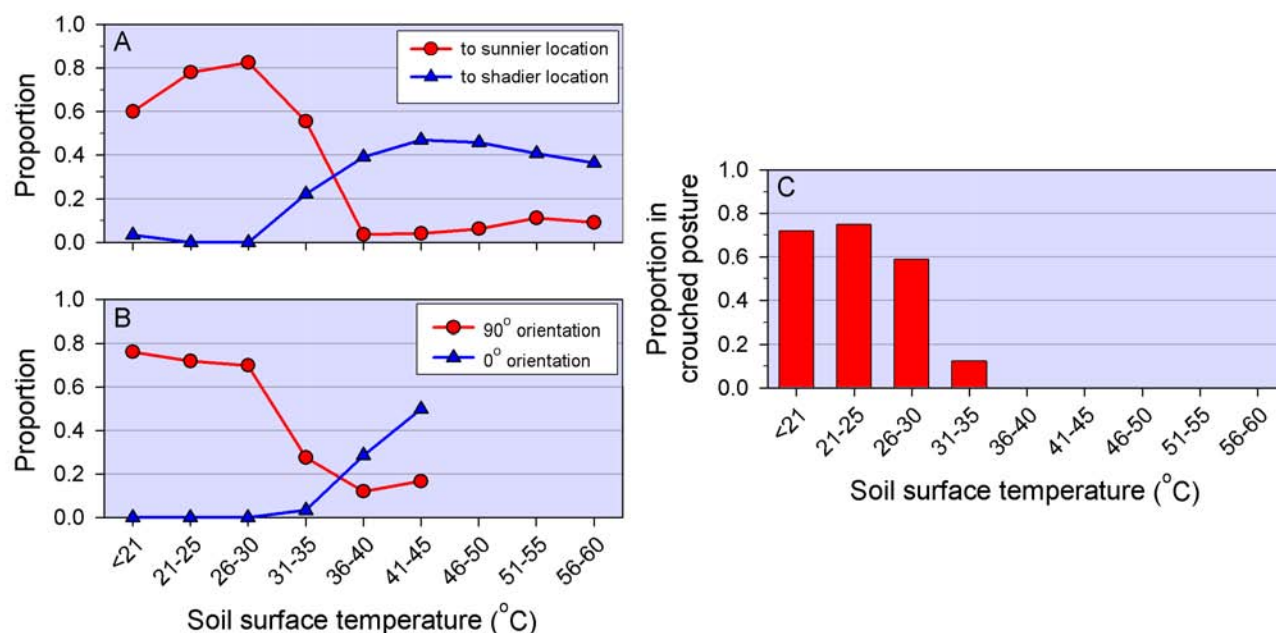 A
to sunnier location
to shadier location
Proportion
1.0
0.8
0.6
0.4
0.2
0.0
B
90° orientation
0° orientation
Proportion
1.0
0.8
0.6
0.4
0.2
0.0
<21
21-25
26-30
31-35
36-40
41-45
46-50
51-55
56-60
Soil surface temperature (°C)
C
Proportion in
crouched posture
1.0
0.8
0.6
0.4
0.2
0.0
<21
21-25
26-30
31-35
36-40
41-45
46-50
51-55
56-60
Soil surface temperature (°C)